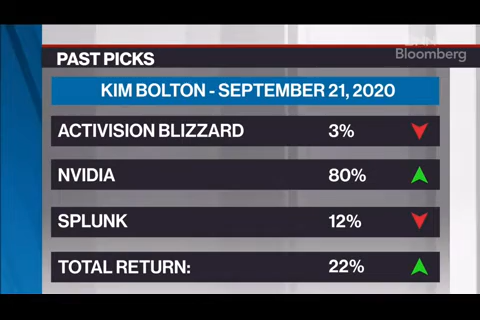 Bloomberg
PAST PICKS
KIM BOLTON - SEPTEMBER 21, 2020
ACTIVISION BLIZZARD 3%
NVIDIA 80%
SPLUNK 12%
TOTAL RETURN: 22%